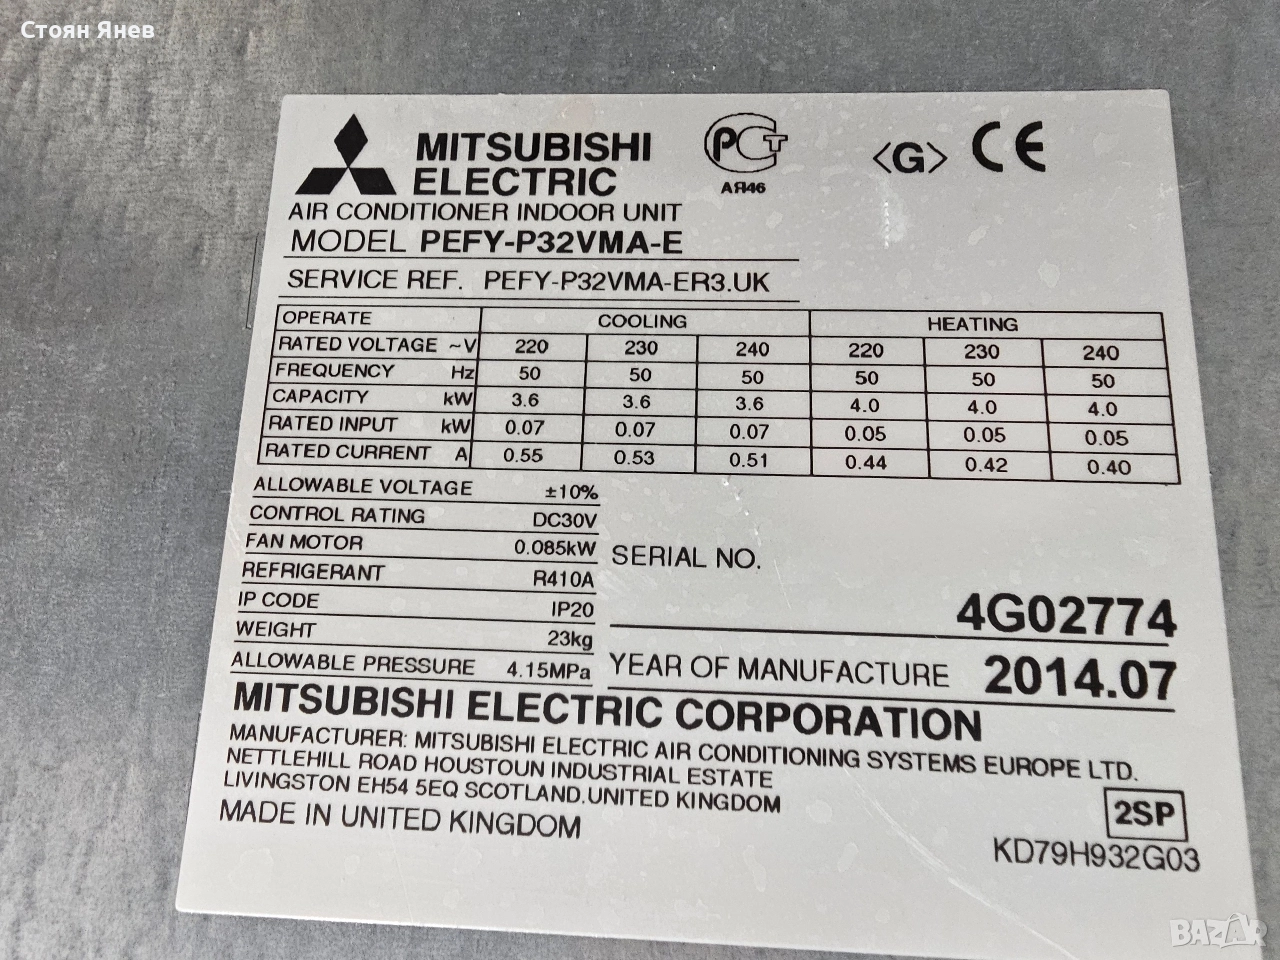 Стоян Янев
MITSUBISHI
ELECTRIC
РСТ
АЯ46
<G> CE
AIR CONDITIONER INDOOR UNIT
MODEL PEFY-P32VMA-E
SERVICE REF. PEFY-P32VMA-ER3.UK
OPERATE COOLING HEATING
RATED VOLTAGE ~V 220 230 240 220 230 240
FREQUENCY Hz 50 50 50 50 50 50
CAPACITY kW 3.6 3.6 3.6 4.0 4.0 4.0
RATED INPUT kW 0.07 0.07 0.07 0.05 0.05 0.05
RATED CURRENT A 0.55 0.53 0.51 0.44 0.42 0.40
ALLOWABLE VOLTAGE ±10%
CONTROL RATING DC30V
FAN MOTOR 0.085kW
REFRIGERANT R410A
IP CODE IP20
WEIGHT 23kg
ALLOWABLE PRESSURE 4.15MPa
SERIAL NO.
4G02774
YEAR OF MANUFACTURE 2014.07
MITSUBISHI ELECTRIC CORPORATION
MANUFACTURER: MITSUBISHI ELECTRIC AIR CONDITIONING SYSTEMS EUROPE LTD.
NETTLEHILL ROAD HOUSTOUN INDUSTRIAL ESTATE
LIVINGSTON EH54 5EQ SCOTLAND.UNITED KINGDOM
MADE IN UNITED KINGDOM
2SP
KD79H932G03
BAZAR